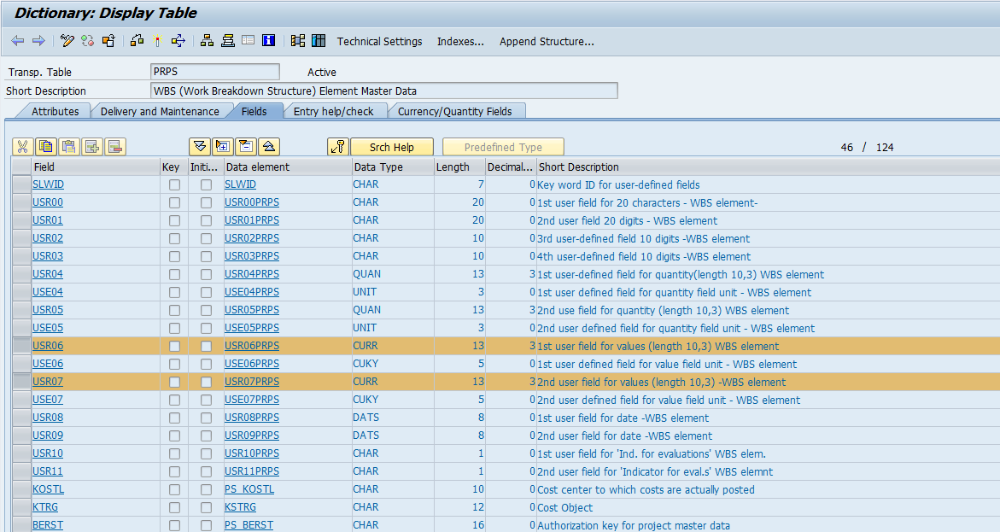 Dictionary: Display Table
Technical Settings Indexes... Append Structure...
Transp. Table PRPS Active
Short Description WBS (Work Breakdown Structure) Element Master Data
Attributes Delivery and Maintenance Fields Entry help/check Currency/Quantity Fields
Srch Help Predefined Type 46 / 124
Field Key Initi... Data element Data Type Length Decimal... Short Description
SLWID SLWID CHAR 7 0 Key word ID for user-defined fields
USR00 USR00PRPS CHAR 20 0 1st user field for 20 characters - WBS element-
USR01 USR01PRPS CHAR 20 0 2nd user field 20 digits - WBS element
USR02 USR02PRPS CHAR 10 0 3rd user-defined field 10 digits -WBS element
USR03 USR03PRPS CHAR 10 0 4th user-defined field 10 digits -WBS element
USR04 USR04PRPS QUAN 13 3 1st user-defined field for quantity(length 10,3) WBS element
USE04 USE04PRPS UNIT 3 0 1st user defined field for quantity field unit - WBS element
USR05 USR05PRPS QUAN 13 3 2nd use field for quantity (length 10,3) WBS element
USE05 USE05PRPS UNIT 3 0 2nd user defined field for quantity field unit - WBS element
USR06 USR06PRPS CURR 13 3 1st user field for values (length 10,3) WBS element
USE06 USE06PRPS CUKY 5 0 1st user defined field for value field unit - WBS element
USR07 USR07PRPS CURR 13 3 2nd user field for values (length 10,3) -WBS element
USE07 USE07PRPS CUKY 5 0 2nd user defined field for value field unit - WBS element
USR08 USR08PRPS DATS 8 0 1st user field for date -WBS element
USR09 USR09PRPS DATS 8 0 2nd user field for date -WBS element
USR10 USR10PRPS CHAR 1 0 1st user field for 'Ind. for evaluations' WBS elem.
USR11 USR11PRPS CHAR 1 0 2nd user field for 'Indicator for eval.s' WBS elemnt
KOSTL PS_KOSTL CHAR 10 0 Cost center to which costs are actually posted
KTRG KSTRG CHAR 12 0 Cost Object
BERST PS_BERST CHAR 16 0 Authorization key for project master data